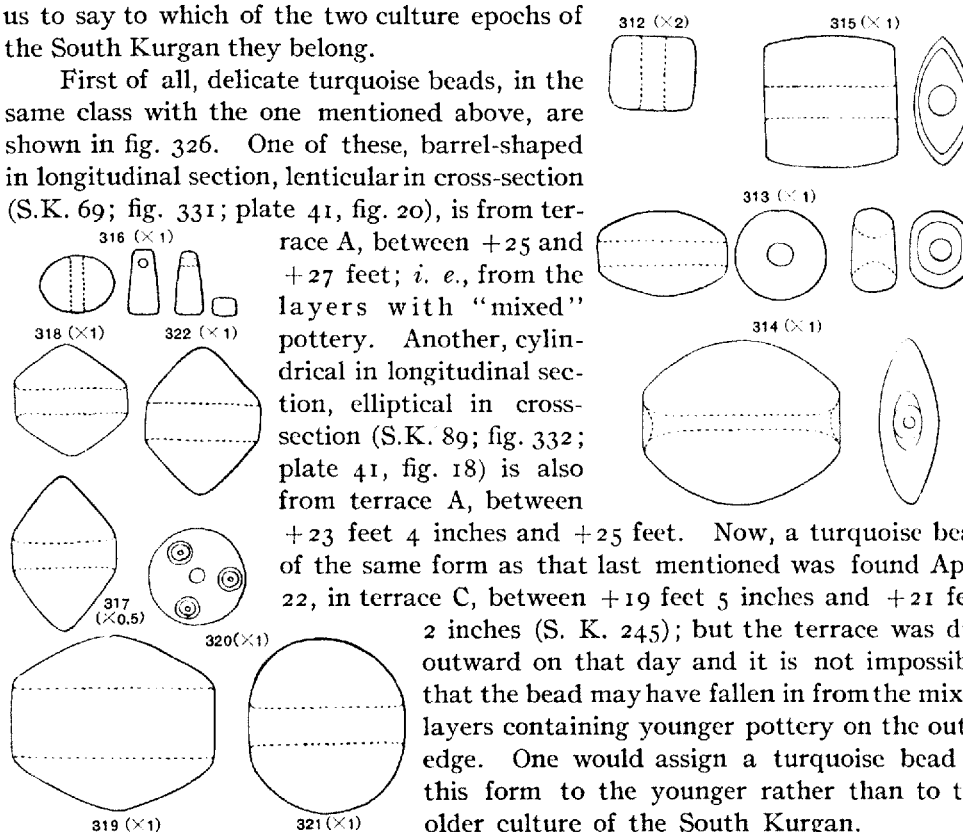 us to say to which of the two culture epochs of
the South Kurgan they belong.
First of all, delicate turquoise beads, in the
same class with the one mentioned above, are
shown in fig. 326. One of these, barrel-shaped
in longitudinal section, lenticular in cross-section
(S.K. 69; fig. 331; plate 41, fig. 20), is from ter-
race A, between +25 and
+27 feet; i. e., from the
layers with “mixed”
pottery. Another, cylin-
drical in longitudinal sec-
tion, elliptical in cross-
section (S.K. 89; fig. 332;
plate 41, fig. 18) is also
from terrace A, between
+23 feet 4 inches and +25 feet. Now, a turquoise
of the same form as that last mentioned was found
22, in terrace C, between +19 feet 5 inches and +21
2 inches (S. K. 245); but the terrace was
outward on that day and it is not
that the bead may have fallen in from the
layers containing younger pottery on the
edge. One would assign a turquoise bead
this form to the younger rather than to
older culture of the South Kurgan.
312 (×2)
315 (×1)
313 (×1)
314 (×1)
316 (×1)
318 (×1)
322 (×1)
317
(×0.5)
320 (×1)
319 (×1)
321 (×1)